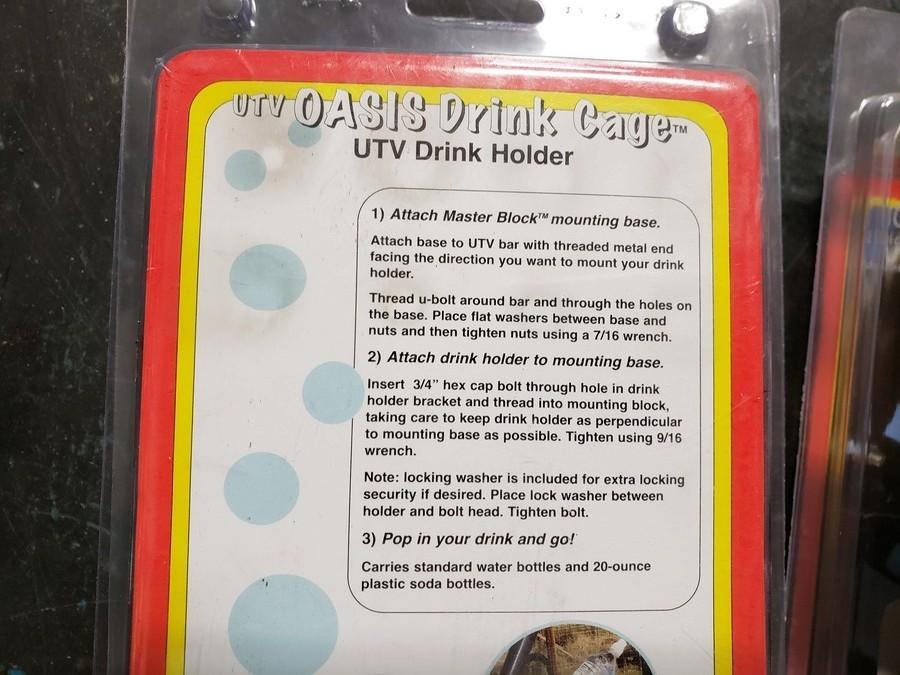 UTV OASIS Drink Cage™
UTV Drink Holder
1) Attach Master Block™ mounting base.
Attach base to UTV bar with threaded metal end
facing the direction you want to mount your drink
holder.
Thread u-bolt around bar and through the holes on
the base. Place flat washers between base and
nuts and then tighten nuts using a 7/16 wrench.
2) Attach drink holder to mounting base.
Insert 3/4" hex cap bolt through hole in drink
holder bracket and thread into mounting block,
taking care to keep drink holder as perpendicular
to mounting base as possible. Tighten using 9/16
wrench.
Note: locking washer is included for extra locking
security if desired. Place lock washer between
holder and bolt head. Tighten bolt.
3) Pop in your drink and go!
Carries standard water bottles and 20-ounce
plastic soda bottles.